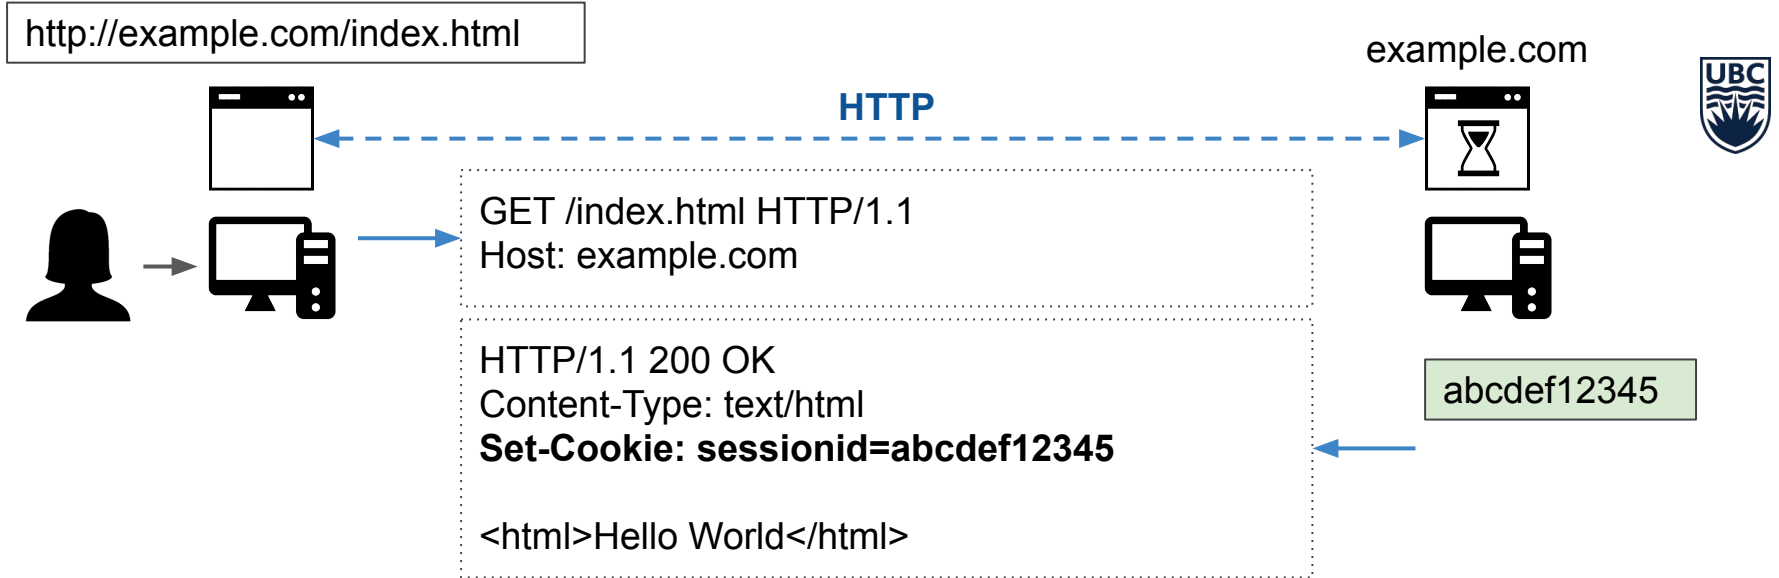 http://example.com/index.html
example.com
UBC
HTTP
GET /index.html HTTP/1.1
Host: example.com
HTTP/1.1 200 OK
Content-Type: text/html
Set-Cookie: sessionid=abcdef12345
<html>Hello World</html>
abcdef12345